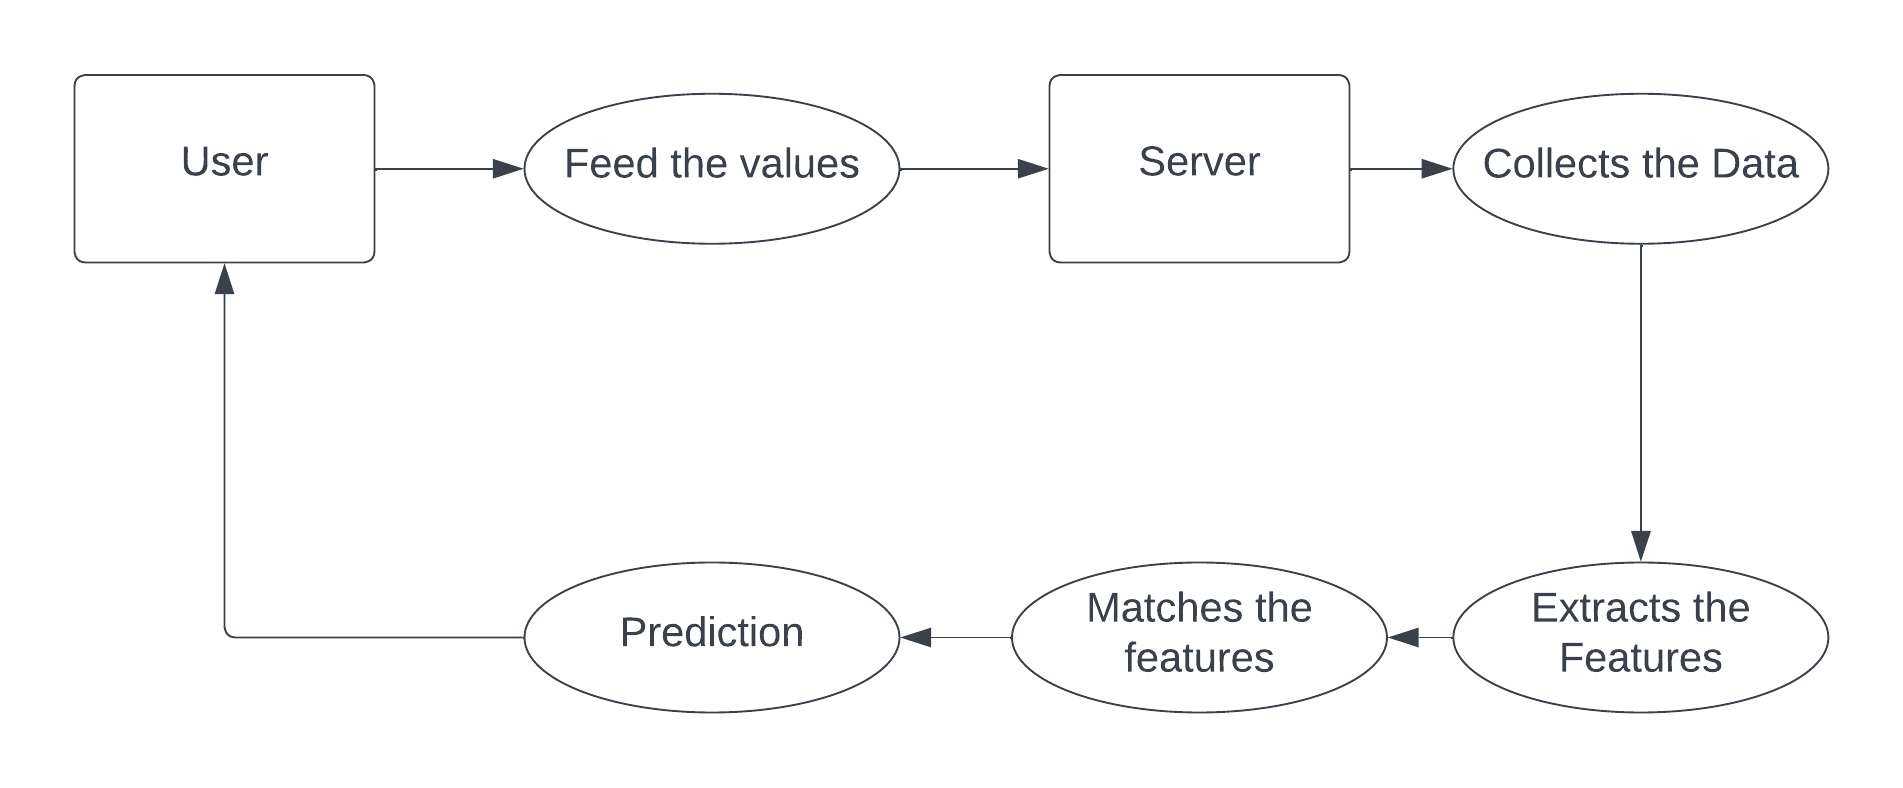 User
Feed the values
Server
Collects the Data
Extracts the
Features
Matches the
features
Prediction